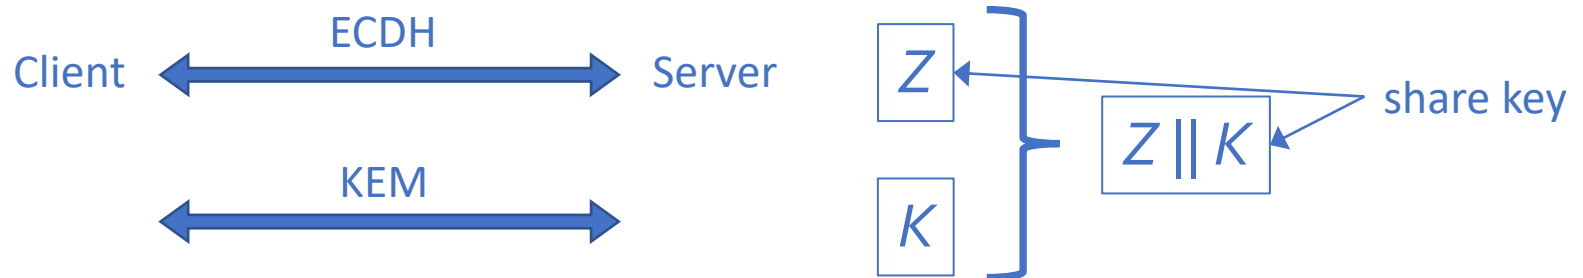 ECDH
Client
Server
Z
share key
Z || K
KEM
K